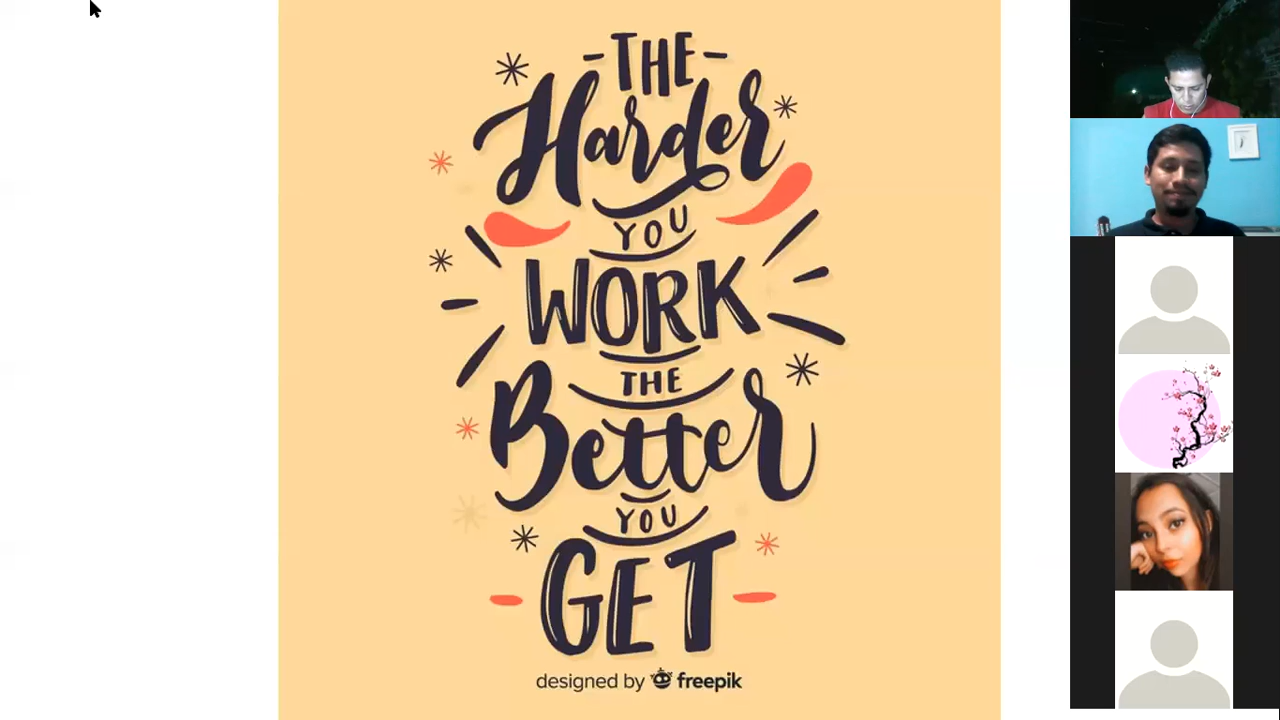 THE
Harder
YOU
WORK
THE
Better
YOU
GET
designed by freepik